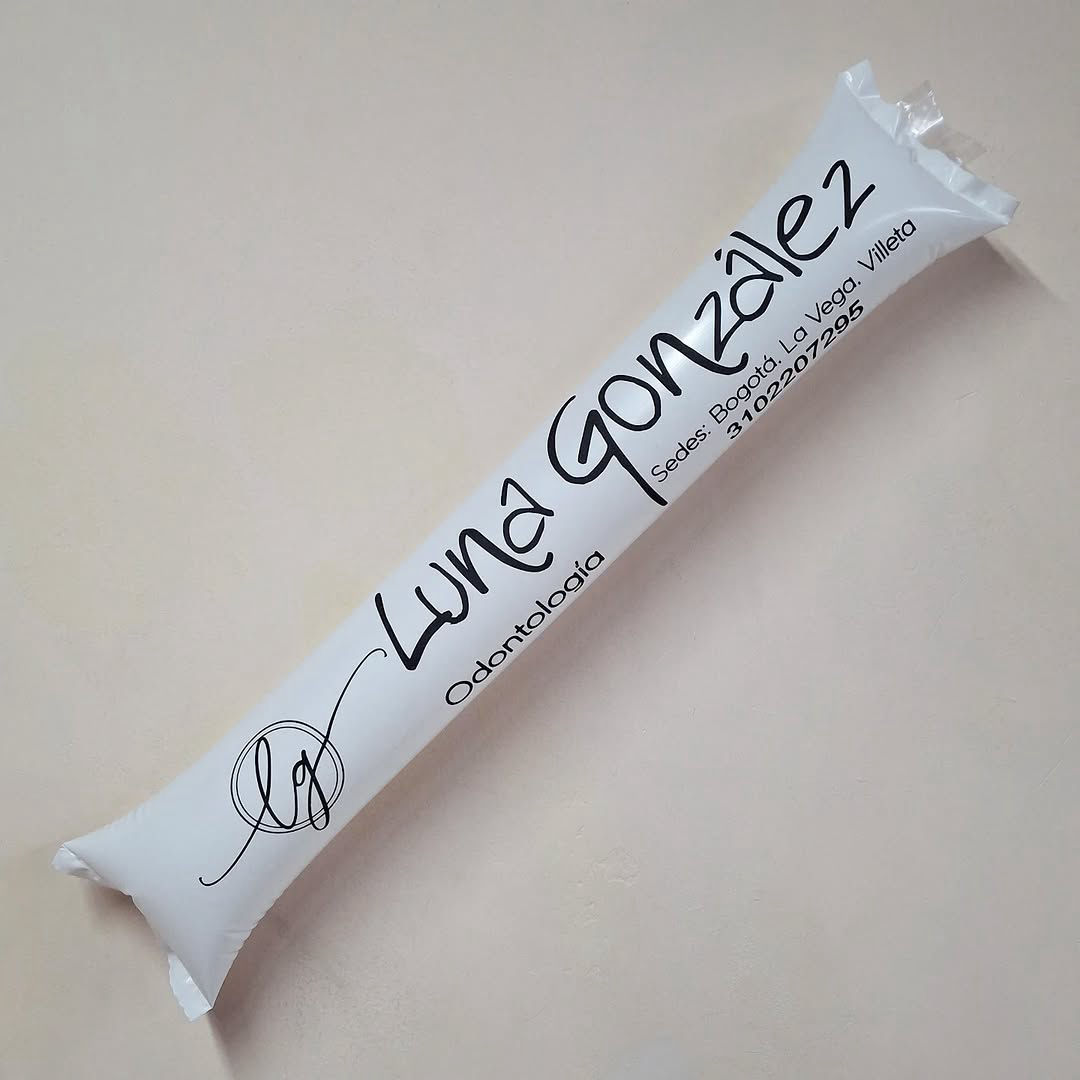 lg
Luna González
Odontología
Sedes: Bogotá. La Vega. Villeta
3102207295